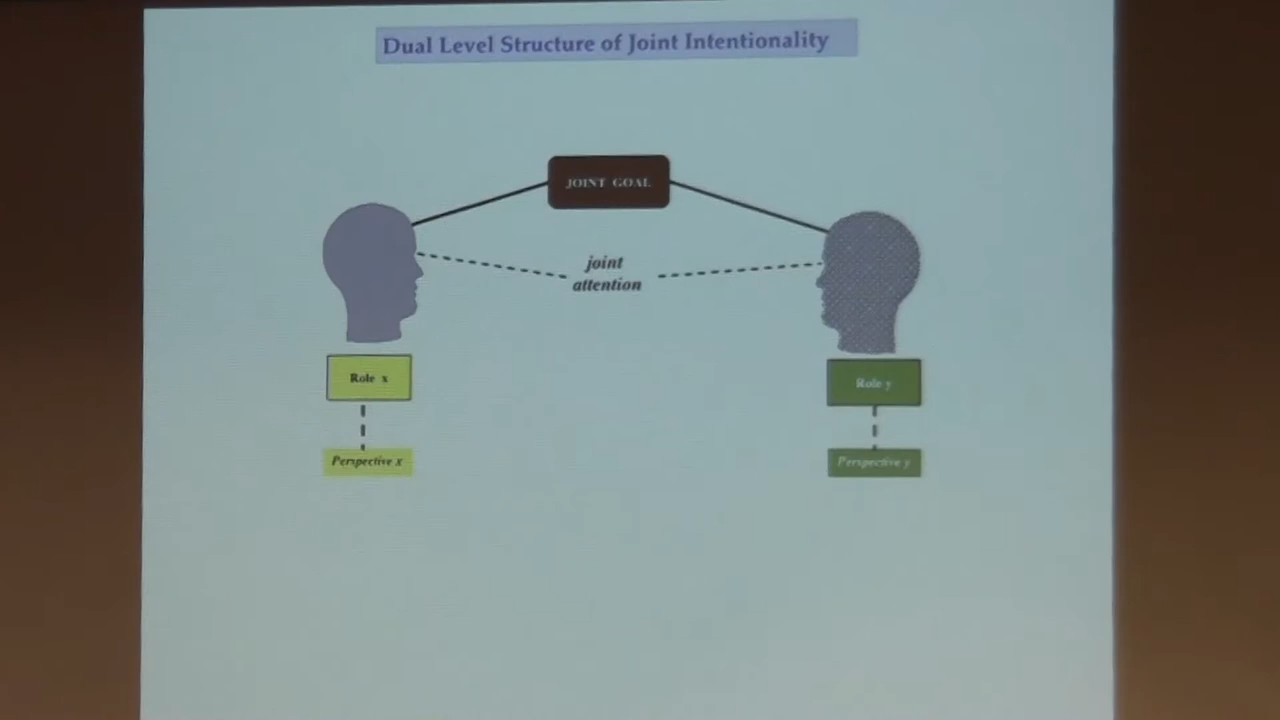 Dual Level Structure of Joint Intentionality
JOINT GOAL
joint
attention
Role x
Role y
Perspective x
Perspective y